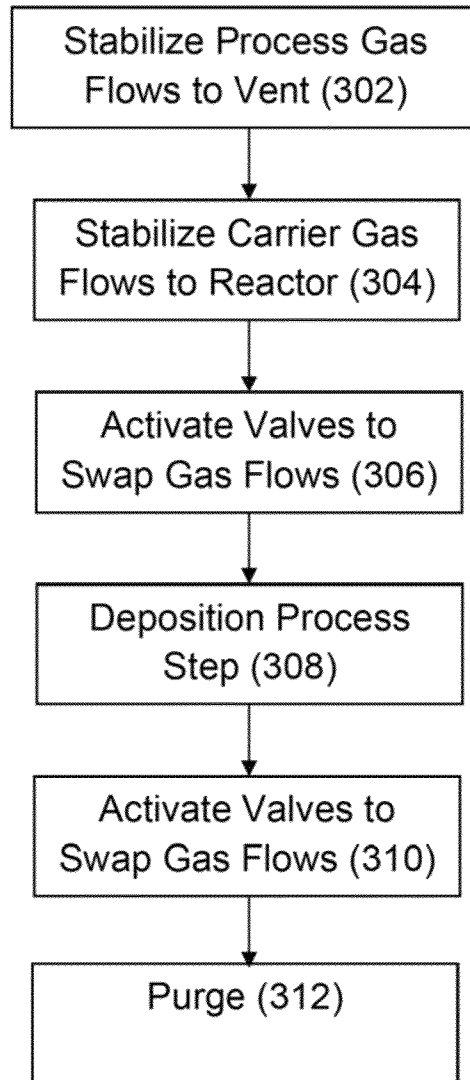 Stabilize Process Gas
Flows to Vent (302)
Stabilize Carrier Gas
Flows to Reactor (304)
Activate Valves to
Swap Gas Flows (306)
Deposition Process
Step (308)
Activate Valves to
Swap Gas Flows (310)
Purge (312)